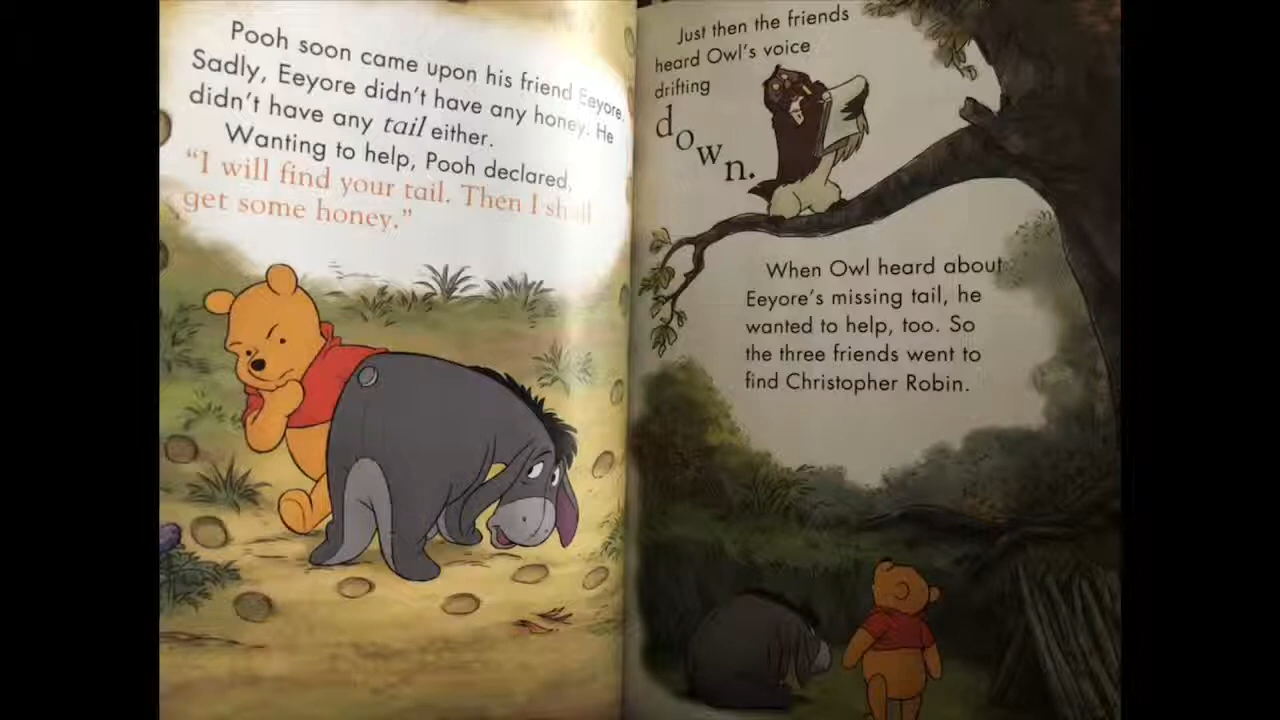 Pooh soon came upon his friend Eeyore.
Sadly, Eeyore didn't have any honey. He
didn't have any tail either.
Wanting to help, Pooh declared,
"I will find your tail. Then I shall
get some honey."
Just then the friends
heard Owl's voice
drifting
down.
When Owl heard about
Eeyore's missing tail, he
wanted to help, too. So
the three friends went to
find Christopher Robin.